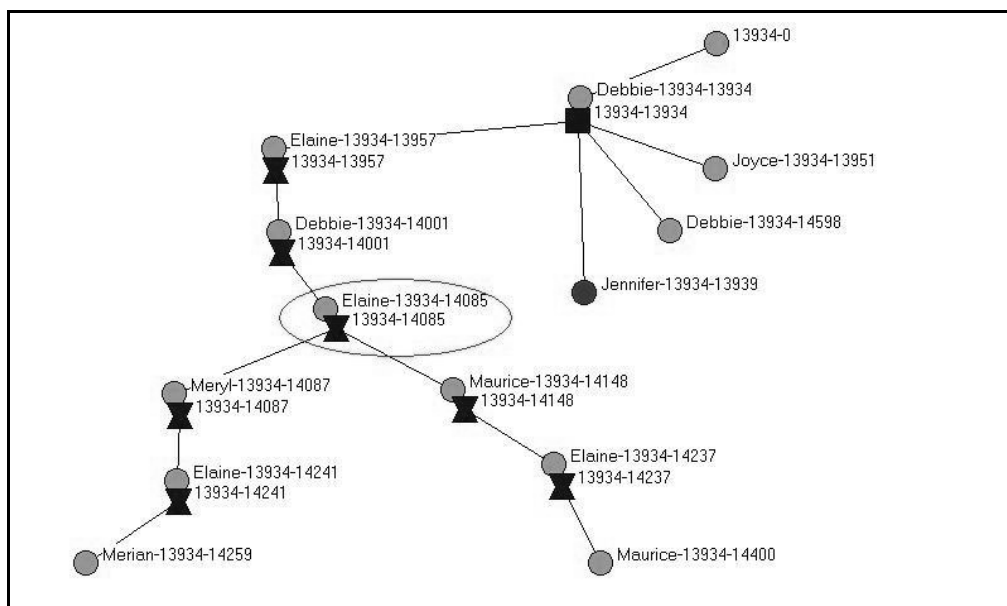 13934-0
Debbie-13934-13934
13934-13934
Elaine-13934-13957
13934-13957
Joyce-13934-13951
Debbie-13934-14001
13934-14001
Debbie-13934-14598
Jennifer-13934-13939
Elaine-13934-14085
13934-14085
Meryl-13934-14087
13934-14087
Maurice-13934-14148
13934-14148
Elaine-13934-14241
13934-14241
Elaine-13934-14237
13934-14237
Merian-13934-14259
Maurice-13934-14400